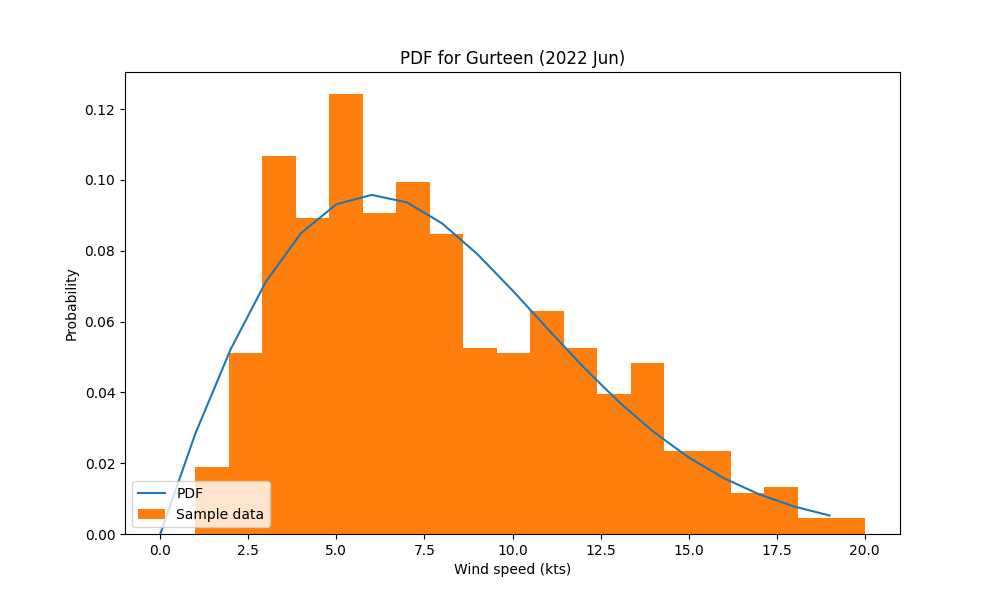 PDF for Gurteen (2022 Jun)
0.12
0.10
0.08
0.06
0.04
0.02
0.00
Probability
PDF
Sample data
0.0 2.5 5.0 7.5 10.0 12.5 15.0 17.5 20.0
Wind speed (kts)